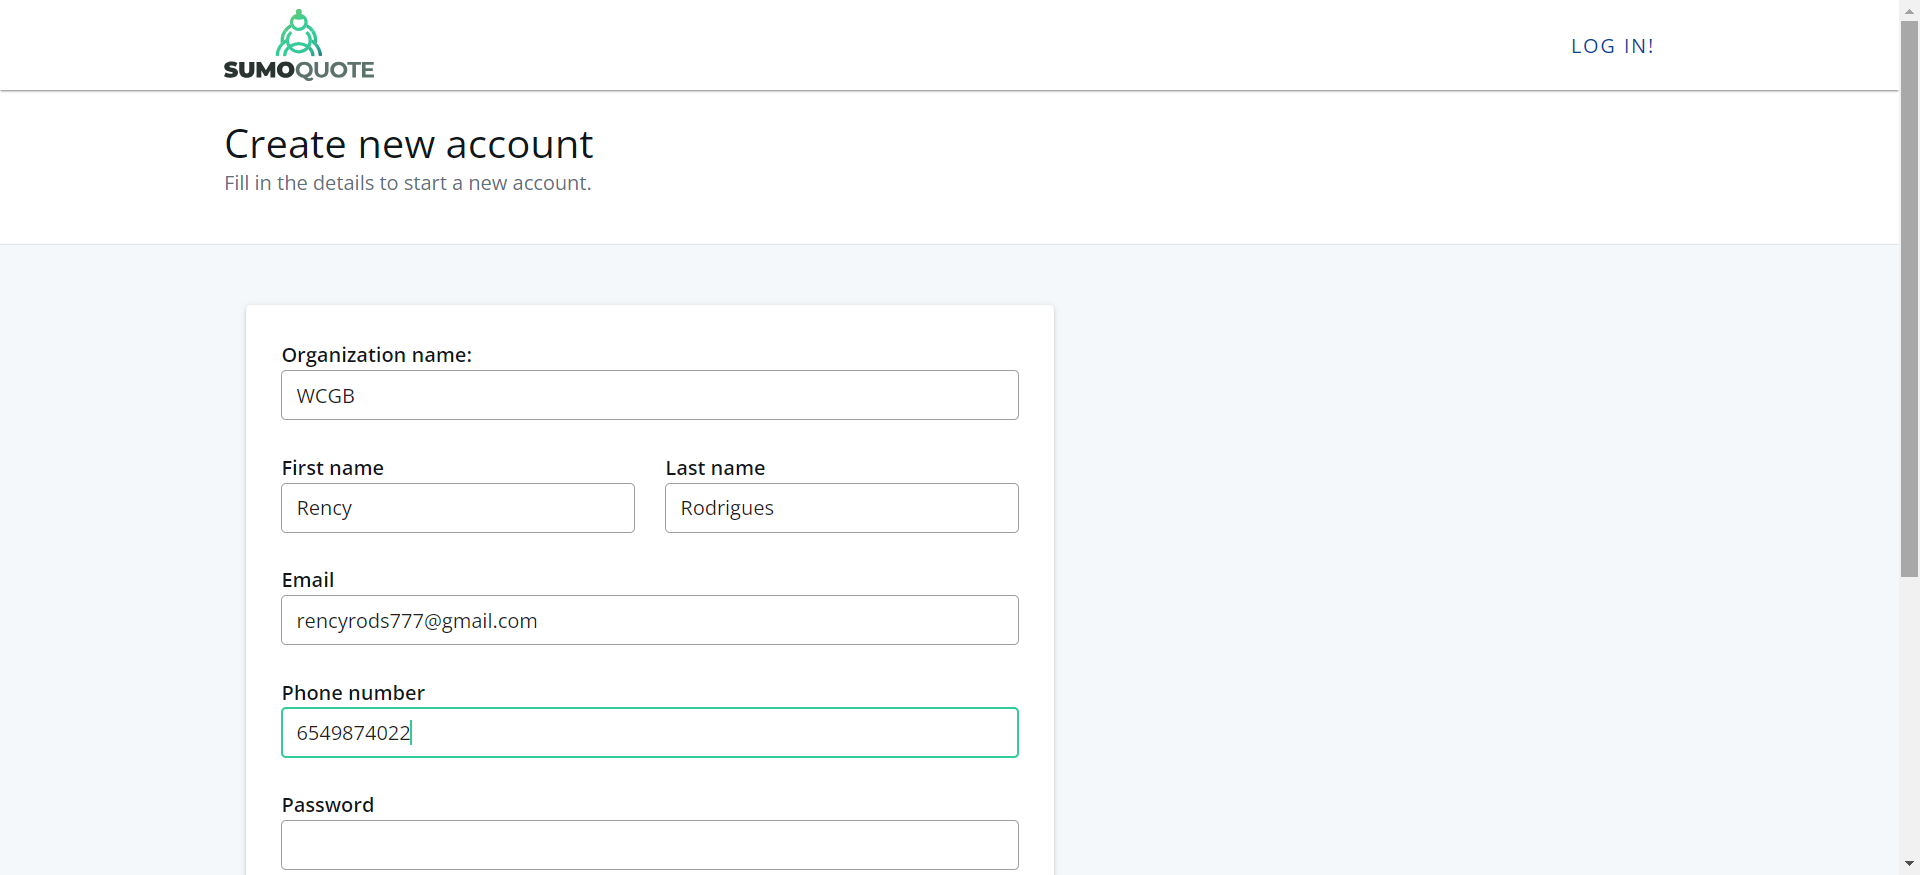 SUMOQUOTE
LOG IN!
Create new account
Fill in the details to start a new account.
Organization name:
WCGB
First name
Last name
Rency
Rodrigues
Email
rencyrods777@gmail.com
Phone number
6549874022
Password